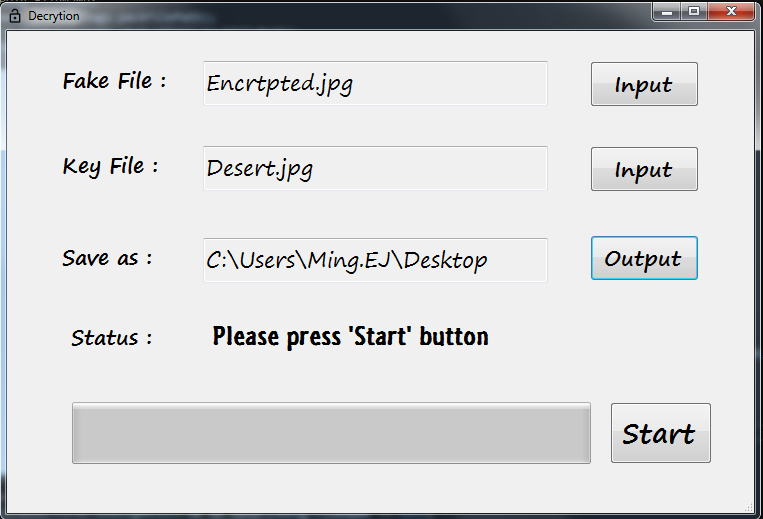 Decrytion
Fake File : Encrtpted.jpg Input
Key File : Desert.jpg Input
Save as : C:\Users\Ming.EJ\Desktop Output
Status : Please press 'Start' button
Start